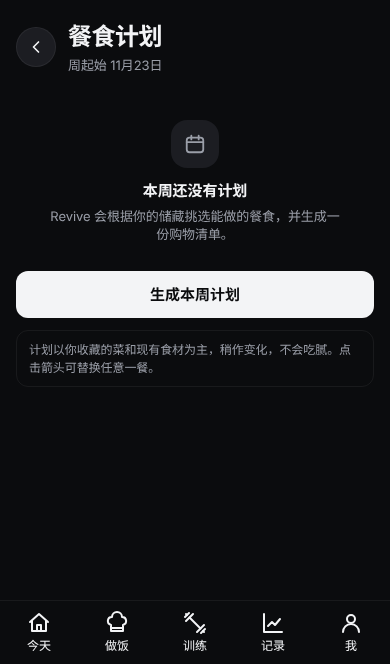 餐食计划
周起始 11月23日
本周还没有计划
Revive 会根据你的储藏挑选能做的餐食，并生成一
份购物清单。
生成本周计划
计划以你收藏的菜和现有食材为主，稍作变化，不会吃腻。点
击箭头可替换任意一餐。
今天
做饭
训练
记录
我